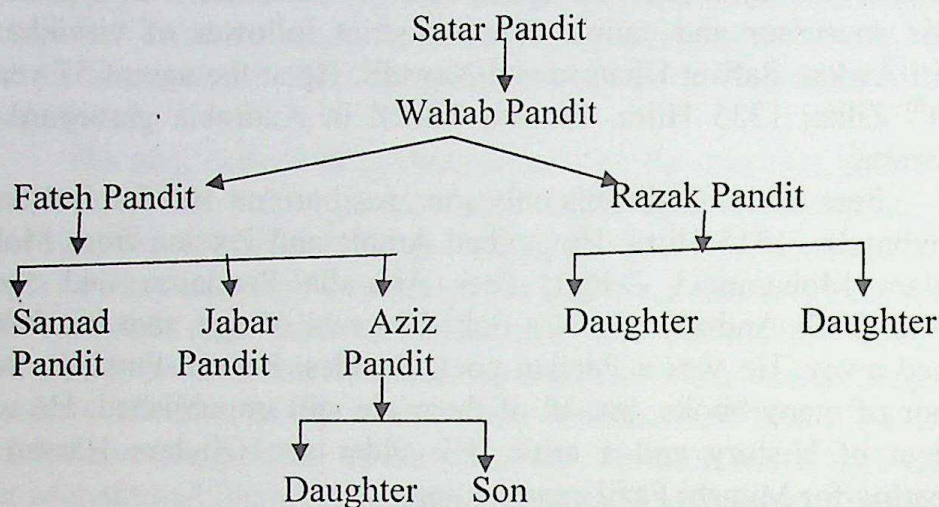 Satar Pandit
Wahab Pandit
Fateh Pandit Razak Pandit
Samad Jabar Aziz Daughter Daughter
Pandit Pandit Pandit
Daughter Son